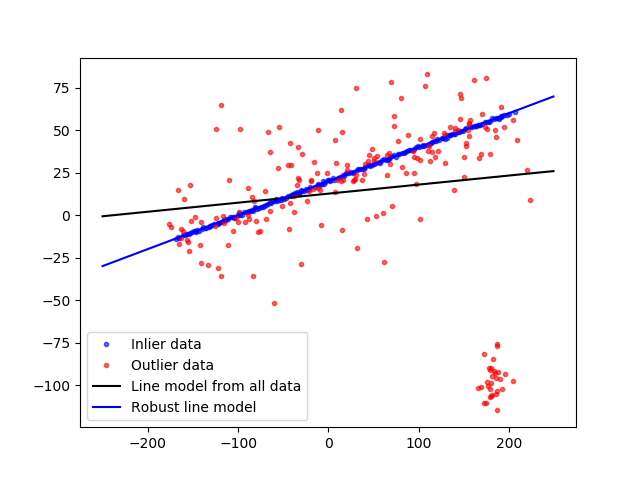 75
50
25
0
−25
−50
−75
−100
Inlier data
Outlier data
Line model from all data
Robust line model
−200 −100 0 100 200